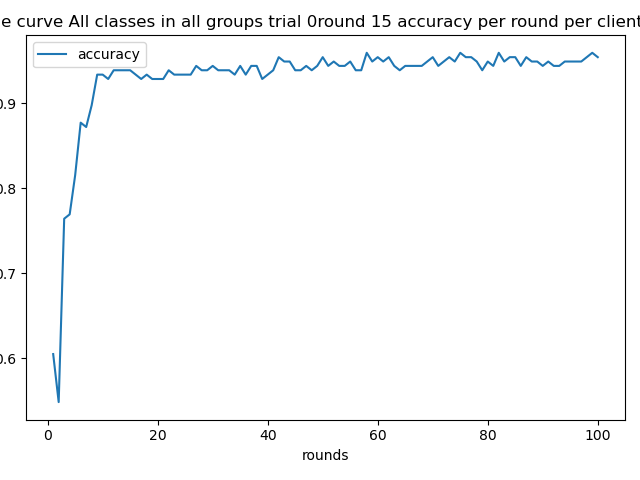 e curve All classes in all groups trial 0round 15 accuracy per round per client
accuracy
0.9
0.8
0.7
0.6
0 20 40 60 80 100
rounds